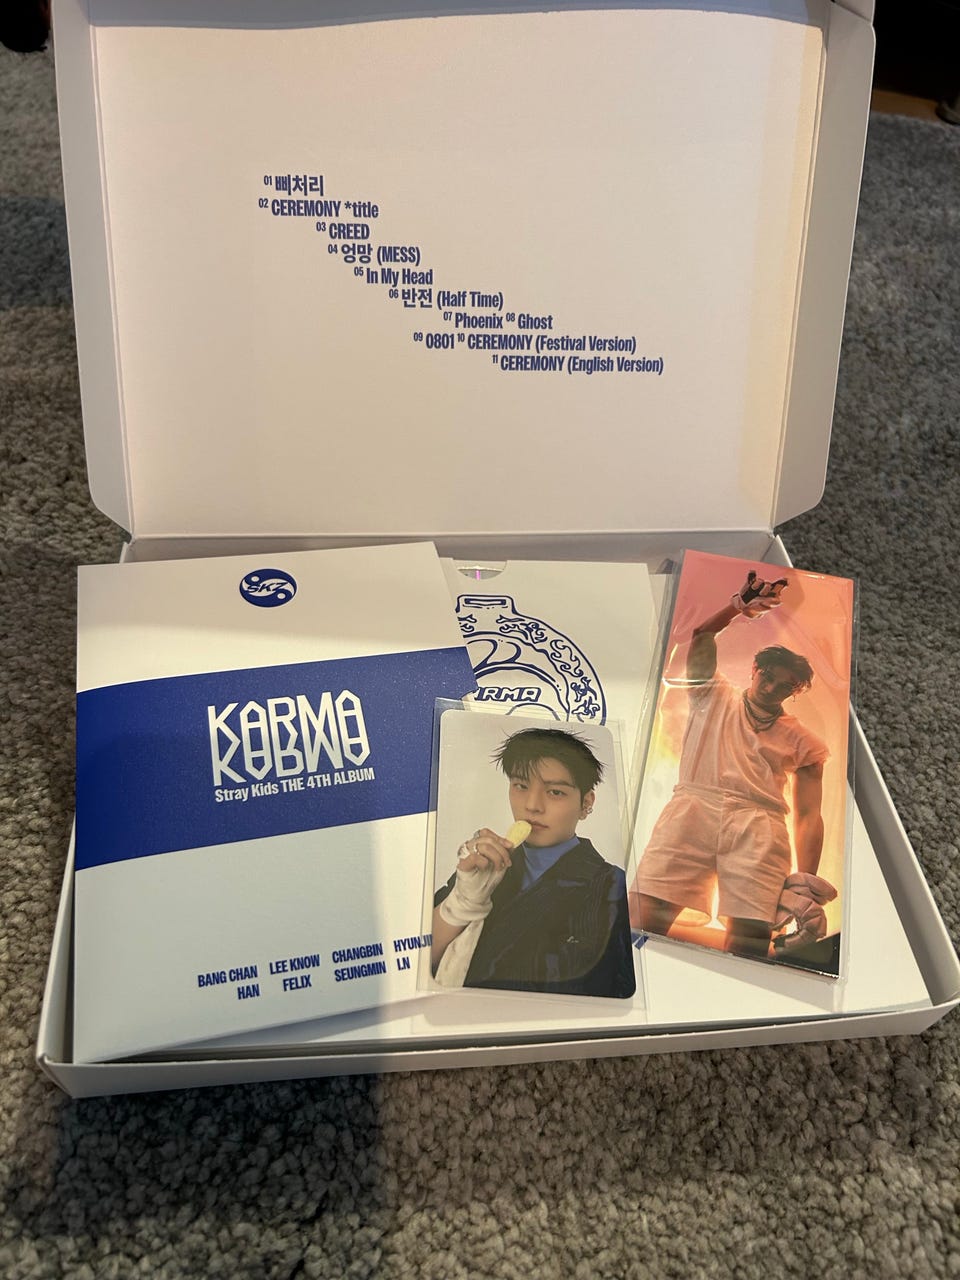 01 삐처리
02 CEREMONY *title
03 CREED
04 엉망 (MESS)
05 In My Head
06 반전 (Half Time)
07 Phoenix 08 Ghost
09 0801 10 CEREMONY (Festival Version)
11 CEREMONY (English Version)
SKZ
KARMA
Stray Kids THE 4TH ALBUM
BANG CHAN LEE KNOW CHANGBIN HYUNJI
HAN FELIX SEUNGMIN I.N
ARMA